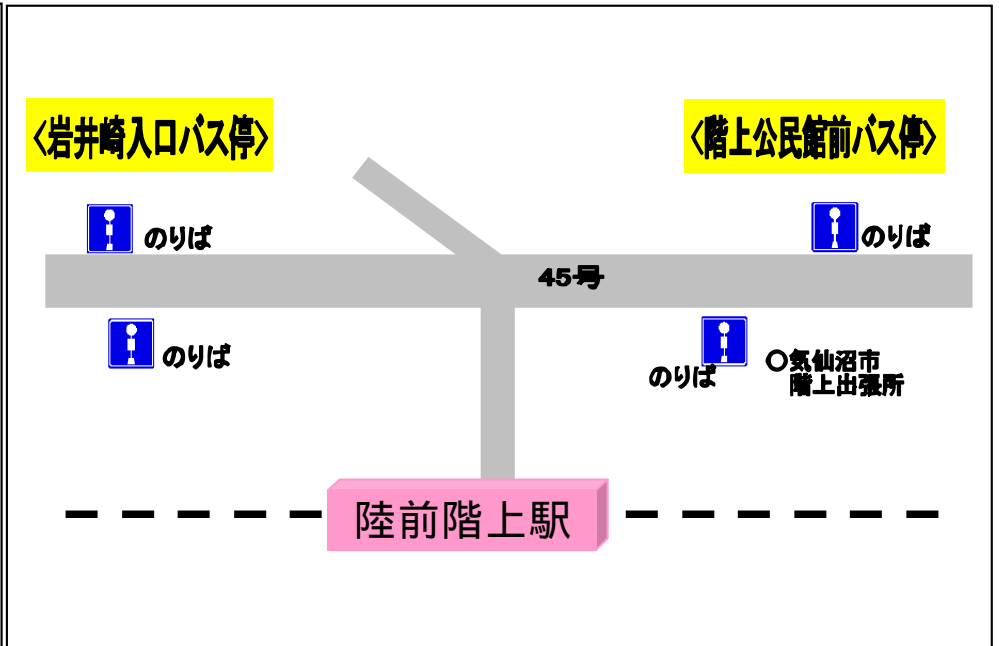 〈岩井崎入口バス停〉
〈階上公民館前バス停〉
のりば
のりば
45号
のりば
のりば
○気仙沼市
階上出張所
陸前階上駅